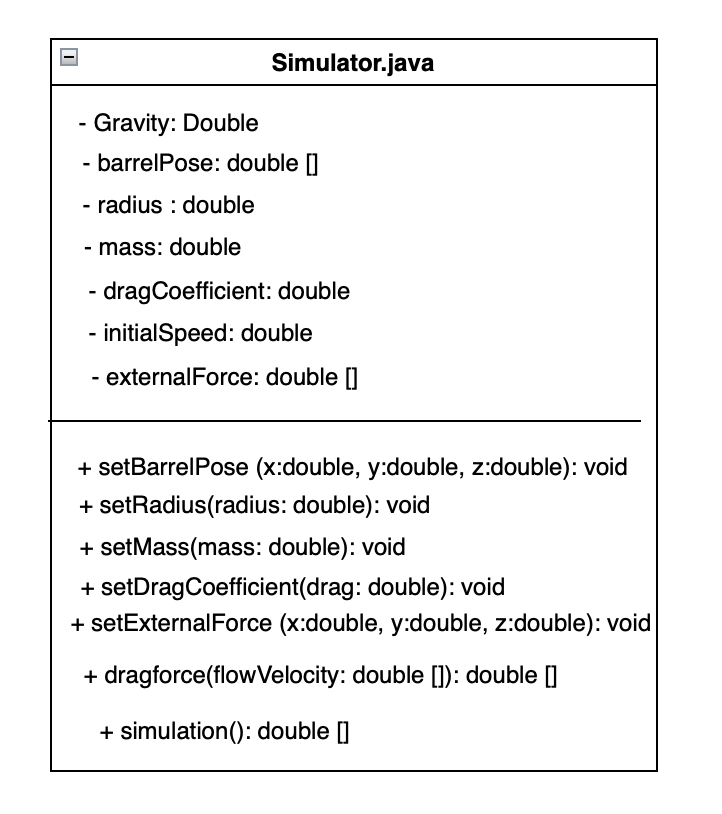 Simulator.java
- Gravity: Double
- barrelPose: double []
- radius : double
- mass: double
- dragCoefficient: double
- initialSpeed: double
- externalForce: double []
+ setBarrelPose (x:double, y:double, z:double): void
+ setRadius(radius: double): void
+ setMass(mass: double): void
+ setDragCoefficient(drag: double): void
+ setExternalForce (x:double, y:double, z:double): void
+ dragforce(flowVelocity: double []): double []
+ simulation(): double []